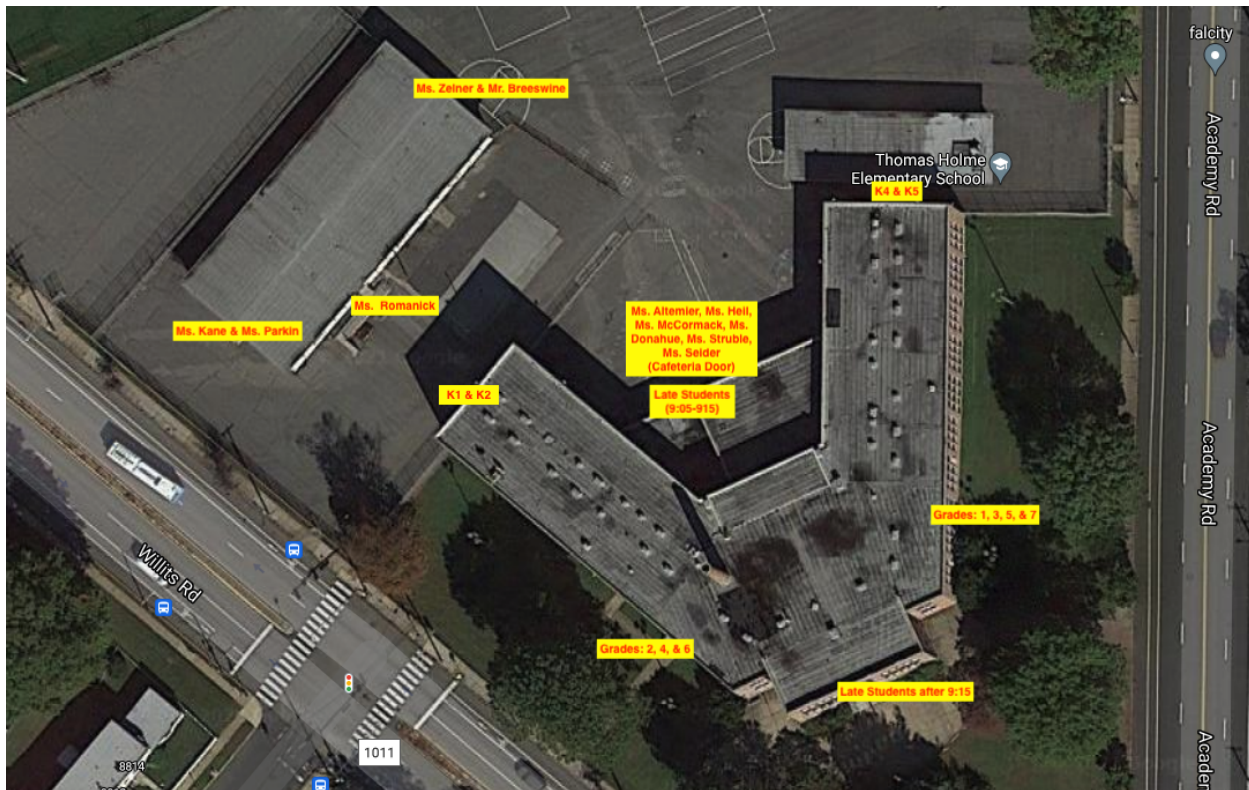 falcity
Ms. Zeiner & Mr. Breeswine
Academy Rd
Thomas Holme
Elementary School
K4 & K5
Ms. Romanick
Ms. Kane & Ms. Parkin
Ms. Altemier, Ms. Heil,
Ms. McCormack, Ms.
Donahue, Ms. Struble,
Ms. Seider
(Cafeteria Door)
K1 & K2
Late Students
(9:05-915)
Academy Rd
Grades: 1, 3, 5, & 7
Willits Rd
Grades: 2, 4, & 6
Late Students after 9:15
1011
8814
Academ